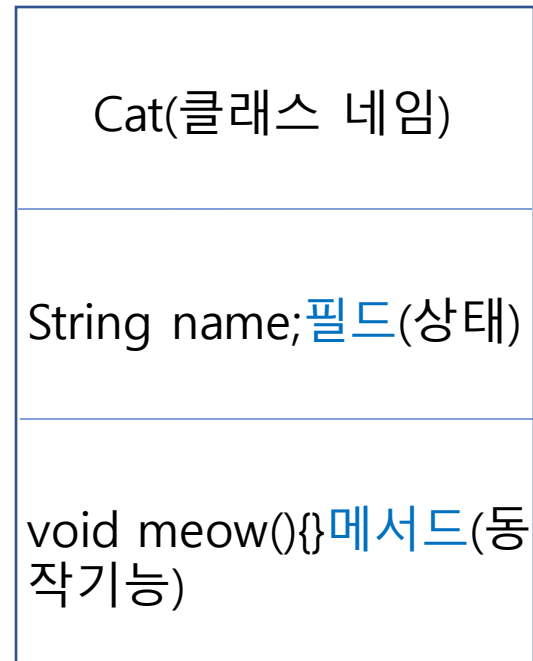 Cat(클래스 네임)
String name;필드(상태)
void meow(){}메서드(동
작기능)